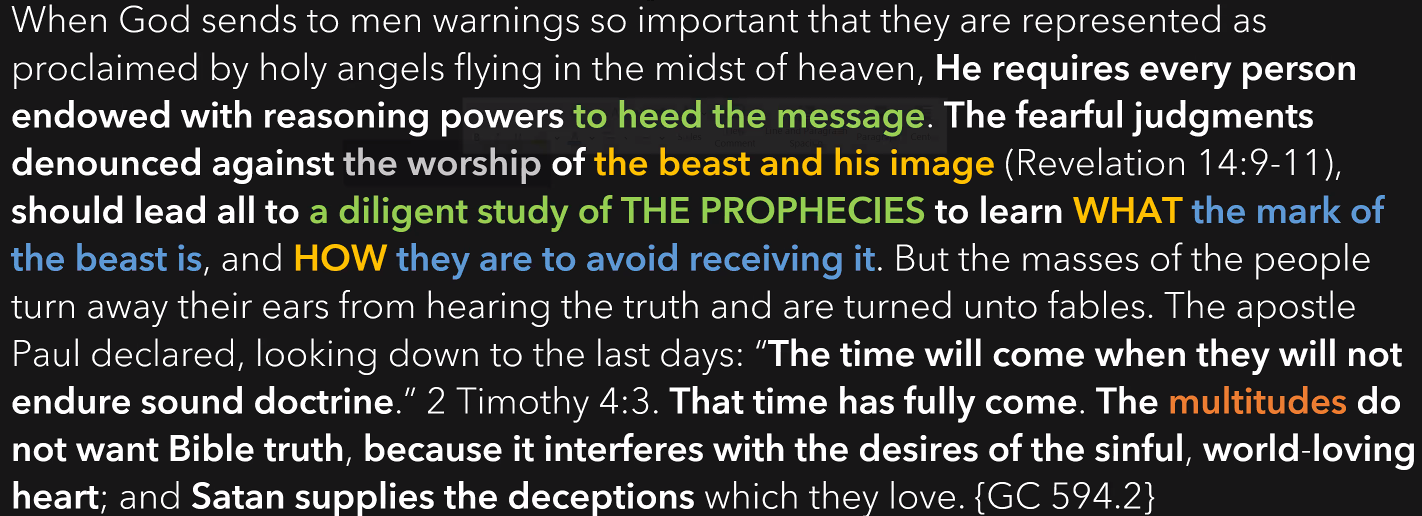 When God sends to men warnings so important that they are represented as
proclaimed by holy angels flying in the midst of heaven, He requires every person
endowed with reasoning powers to heed the message. The fearful judgments
denounced against the worship of the beast and his image (Revelation 14:9-11),
should lead all to a diligent study of THE PROPHECIES to learn WHAT the mark of
the beast is, and HOW they are to avoid receiving it. But the masses of the people
turn away their ears from hearing the truth and are turned unto fables. The apostle
Paul declared, looking down to the last days: “The time will come when they will not
endure sound doctrine.” 2 Timothy 4:3. That time has fully come. The multitudes do
not want Bible truth, because it interferes with the desires of the sinful, world-loving
heart; and Satan supplies the deceptions which they love. {GC 594.2}